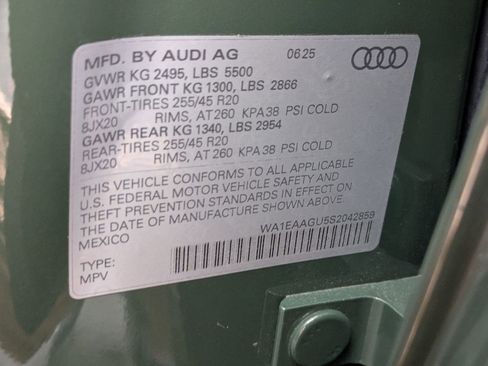 MFD. BY AUDI AG 06 25
GVWR KG 2495, LBS 5500
GAWR FRONT KG 1300, LBS 2866
FRONT-TIRES 255/45 R20
8JX20 RIMS, AT 260 KPA 38 PSI COLD
GAWR REAR KG 1340, LBS 2954
REAR-TIRES 255/45 R20
8JX20 RIMS, AT 260 KPA 38 PSI COLD
THIS VEHICLE CONFORMS TO ALL
U.S. FEDERAL MOTOR VEHICLE SAFETY AND
THEFT PREVENTION STANDARDS IN EFFECT ON
THE DATE OF MANUFACTURE SHOWN ABOVE
MEXICO
WA1EAAGU5S2042859
TYPE:
MPV